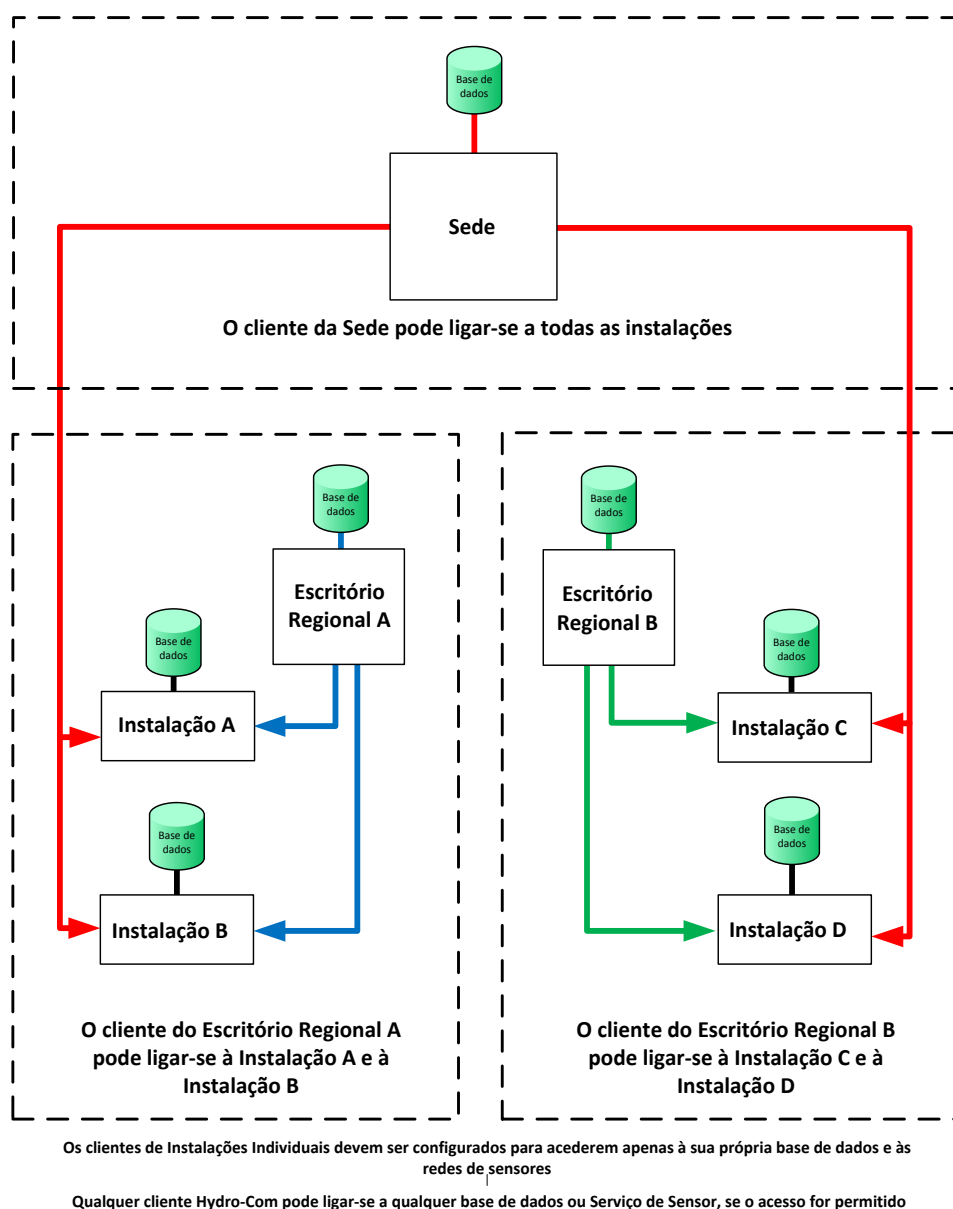 Base de
dados
Sede
O cliente da Sede pode ligar-se a todas as instalações
Base de
dados
Escritório
Regional A
Base de
dados
Instalação A
Base de
dados
Instalação B
O cliente do Escritório Regional A
pode ligar-se à Instalação A e à
Instalação B
Base de
dados
Escritório
Regional B
Base de
dados
Instalação C
Base de
dados
Instalação D
O cliente do Escritório Regional B
pode ligar-se à Instalação C e à
Instalação D
Os clientes de Instalações Individuais devem ser configurados para acederem apenas à sua própria base de dados e às
redes de sensores
Qualquer cliente Hydro-Com pode ligar-se a qualquer base de dados ou Serviço de Sensor, se o acesso for permitido